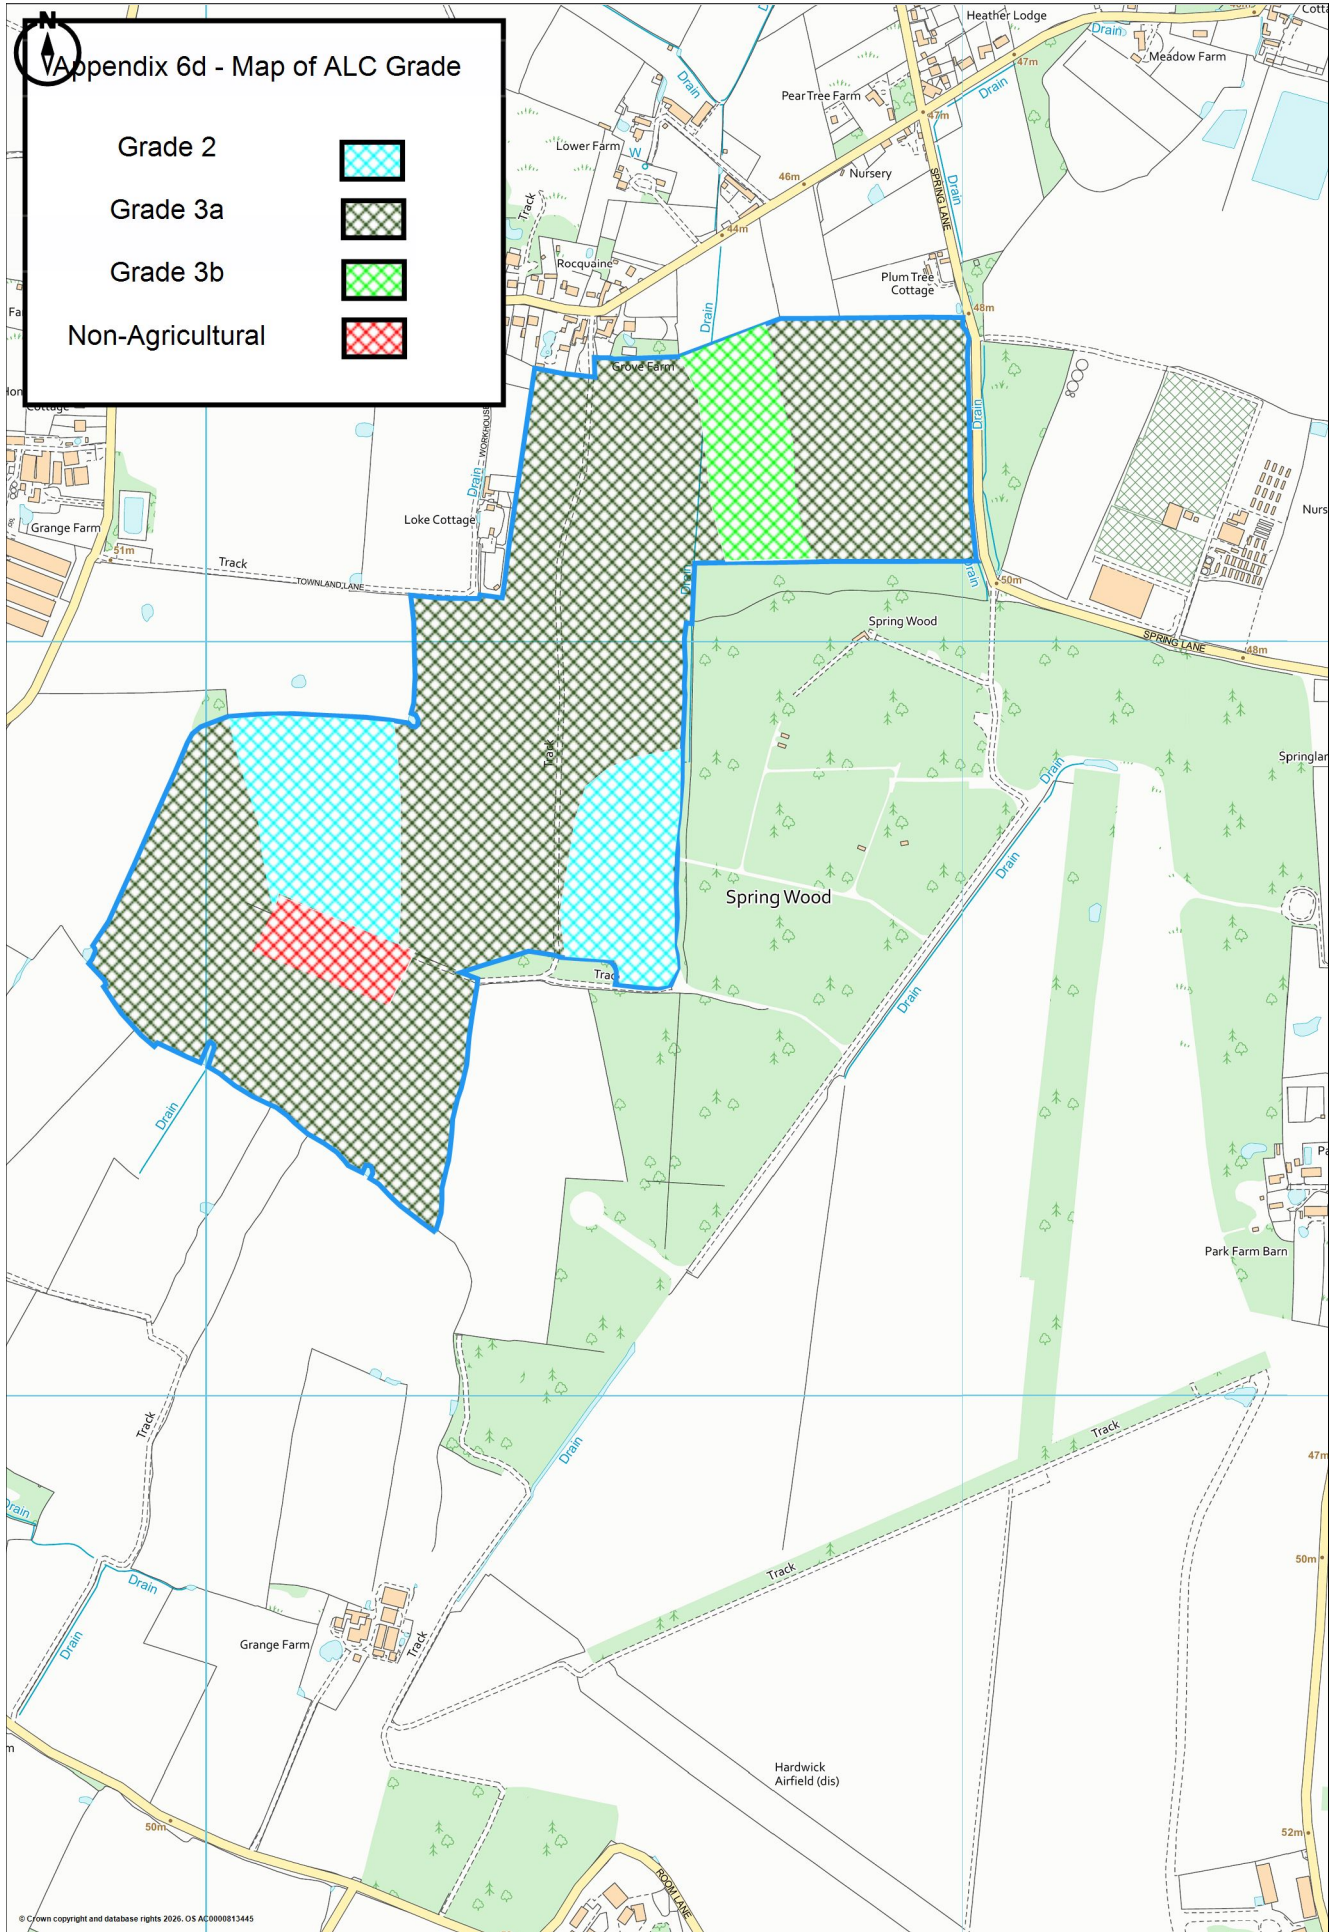 N
Appendix 6d - Map of ALC Grade
Grade 2
Grade 3a
Grade 3b
Non-Agricultural
Heather Lodge
Drain
Meadow Farm
47m
Drain
Pear Tree Farm
47m
Drain
Lower Farm
W
46m
Nursery
SPRING LANE
Drain
Track
44m
Rocquaine
Plum Tree
Cottage
48m
Drain
Grove Farm
Cottage
WORKHOUSE
Drain
Drain
Grange Farm
Loke Cottage
51m
Track
TOWNLAND LANE
Drain
Drain
50m
Spring Wood
SPRING LANE
48m
Track
Drain
Drain
Spring Wood
Track
Drain
Drain
Park Farm Barn
Track
Drain
Track
47m
Drain
Drain
Track
50m
Drain
Grange Farm
Track
Hardwick
Airfield (dis)
50m
52m
ROOM LANE
© Crown copyright and database rights 2026. OS AC0000813445